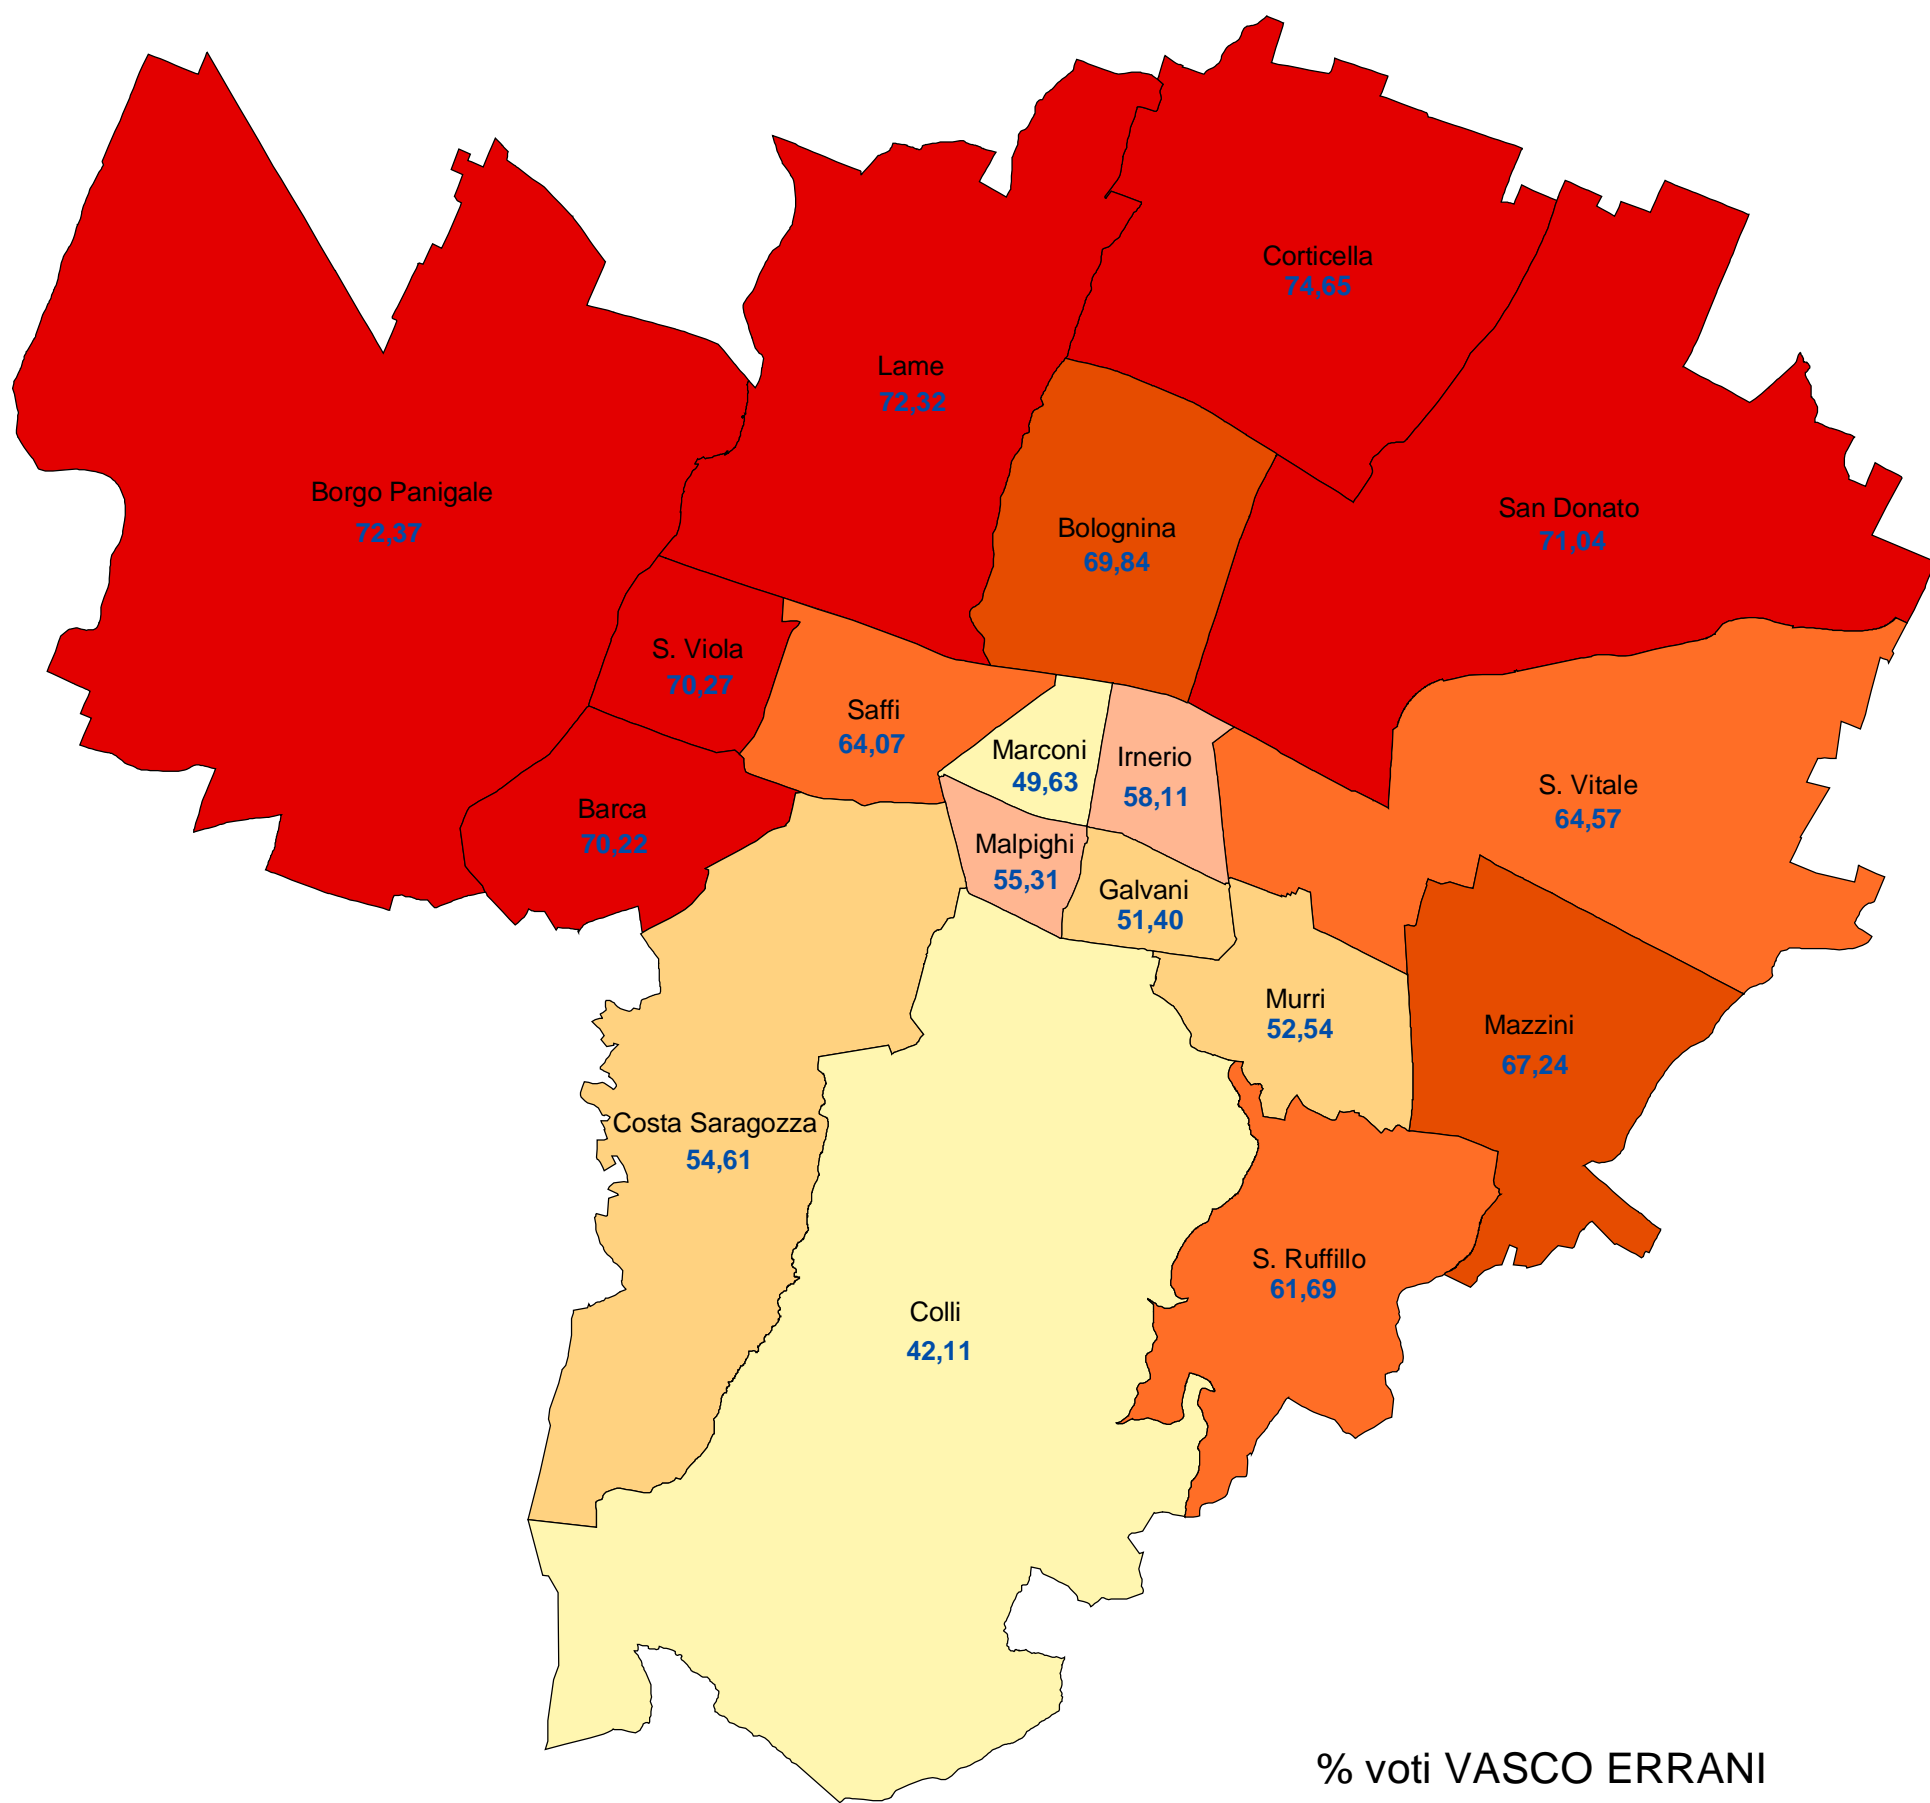 Corticella
74,65
Lame
72,32
Borgo Panigale
72,37
San Donato
71,04
Bolognina
69,84
S. Viola
70,27
Saffi
64,07
Marconi
49,63
Irnerio
58,11
S. Vitale
64,57
Barca
70,22
Malpighi
55,31
Galvani
51,40
Murri
52,54
Mazzini
67,24
Costa Saragozza
54,61
S. Ruffillo
61,69
Colli
42,11
% voti VASCO ERRANI